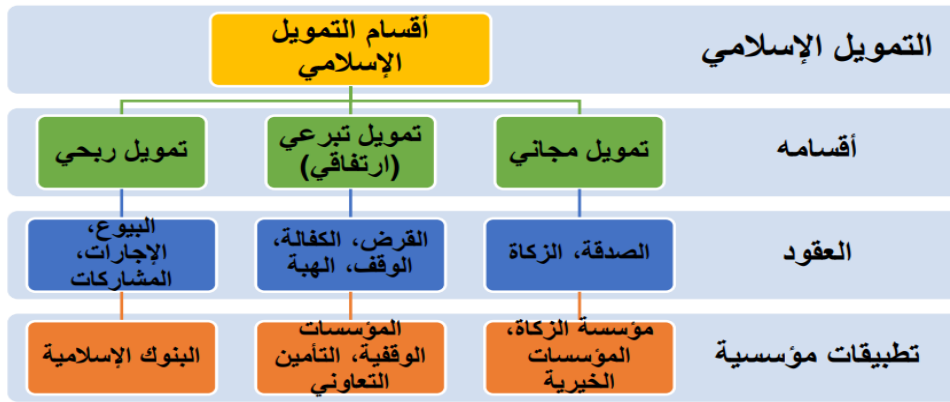 التمويل الإسلامي
أقسام التمويل
الإسلامي
أقسامه
تمويل مجاني
تمويل تبرعي
(ارتفاقي)
تمويل ربحي
العقود
الصدقة، الزكاة
القرض، الكفالة،
الوقف، الهبة
البيوع،
الإجارات،
المشاركات
تطبيقات مؤسسية
مؤسسة الزكاة،
المؤسسات
الخيرية
المؤسسات
الوقفية، التأمين
التعاوني
البنوك الإسلامية